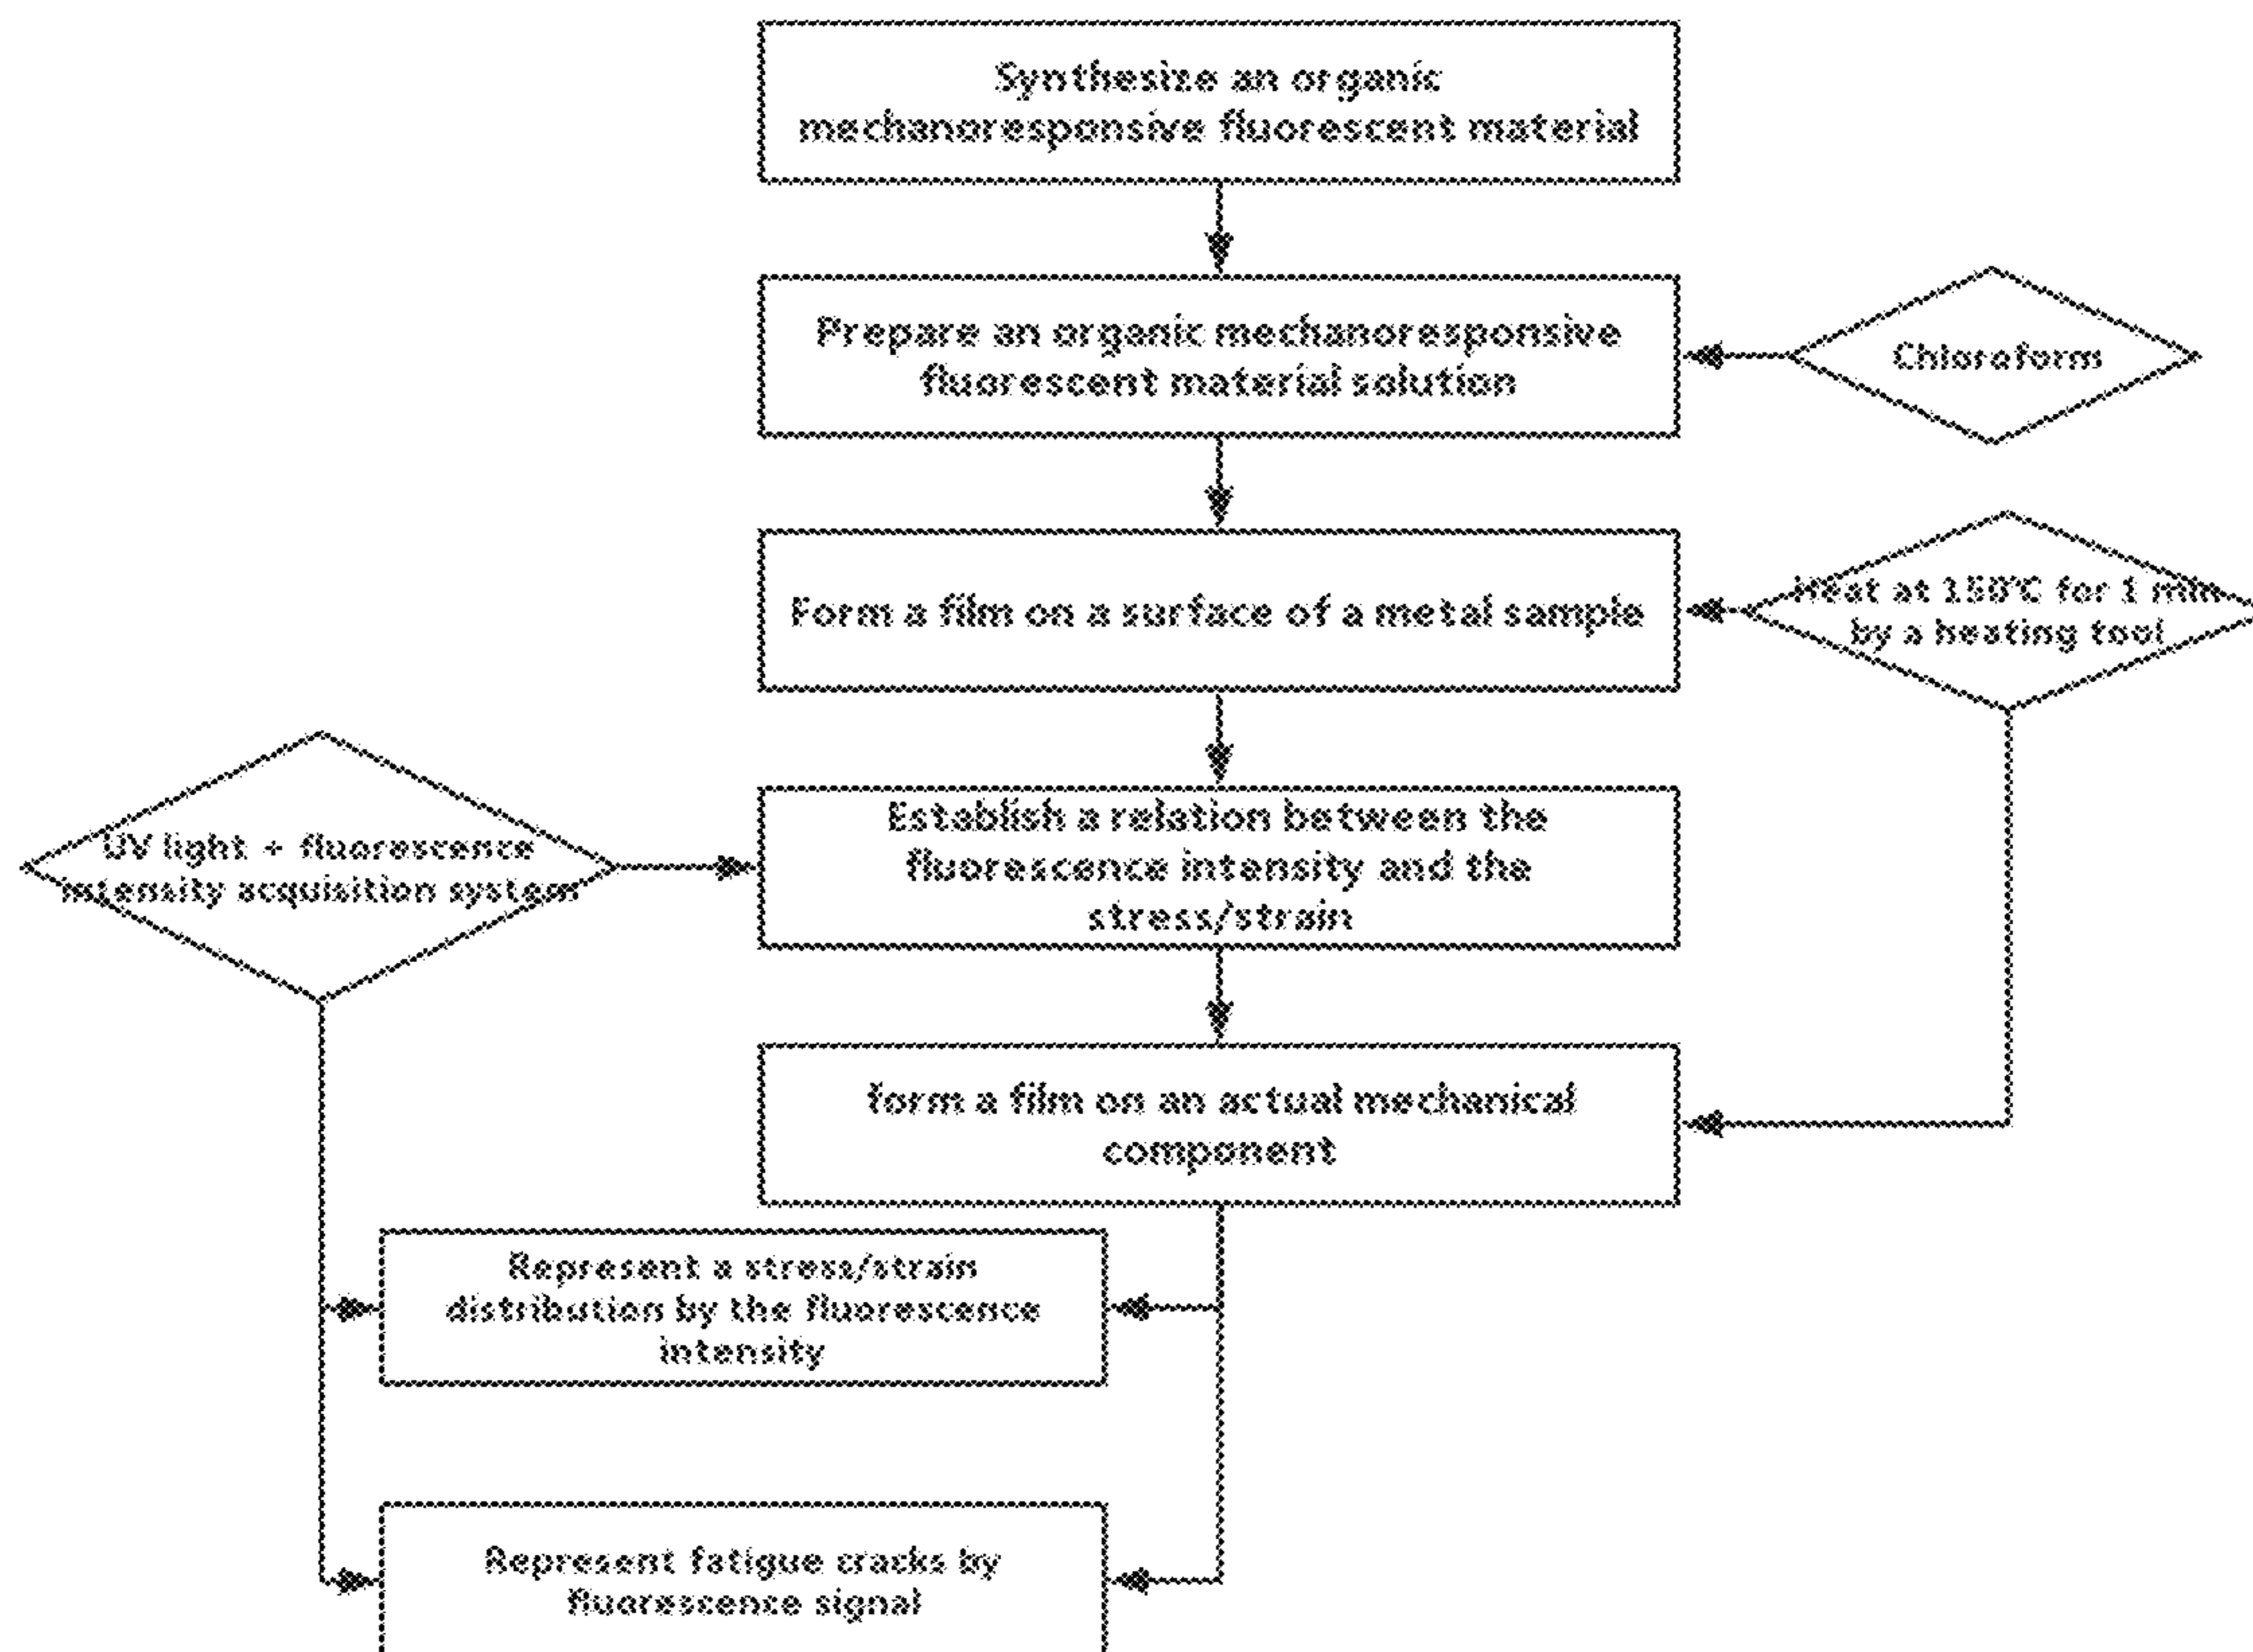 Synthesize an organic
mechanoresponsive fluorescent material
Prepare an organic mechanoresponsive
fluorescent material solution
Chloroform
Form a film on a surface of a metal sample
Heat at 150℃ for 1 min
by a heating tool
UV light + fluorescence
intensity acquisition system
Establish a relation between the
fluorescence intensity and the
stress/strain
form a film on an actual mechanical
component
Represent a stress/strain
distribution by the fluorescence
intensity
Represent fatigue cracks by
fluorescence signal